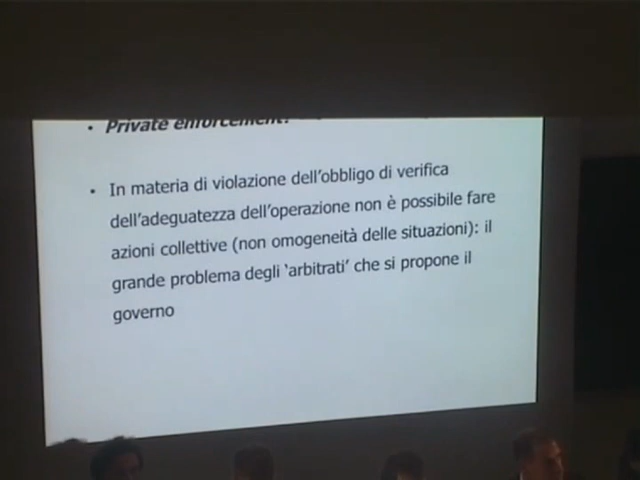 • Private enforcement:
• In materia di violazione dell'obbligo di verifica
dell'adeguatezza dell'operazione non è possibile fare
azioni collettive (non omogeneità delle situazioni): il
grande problema degli 'arbitrati' che si propone il
governo